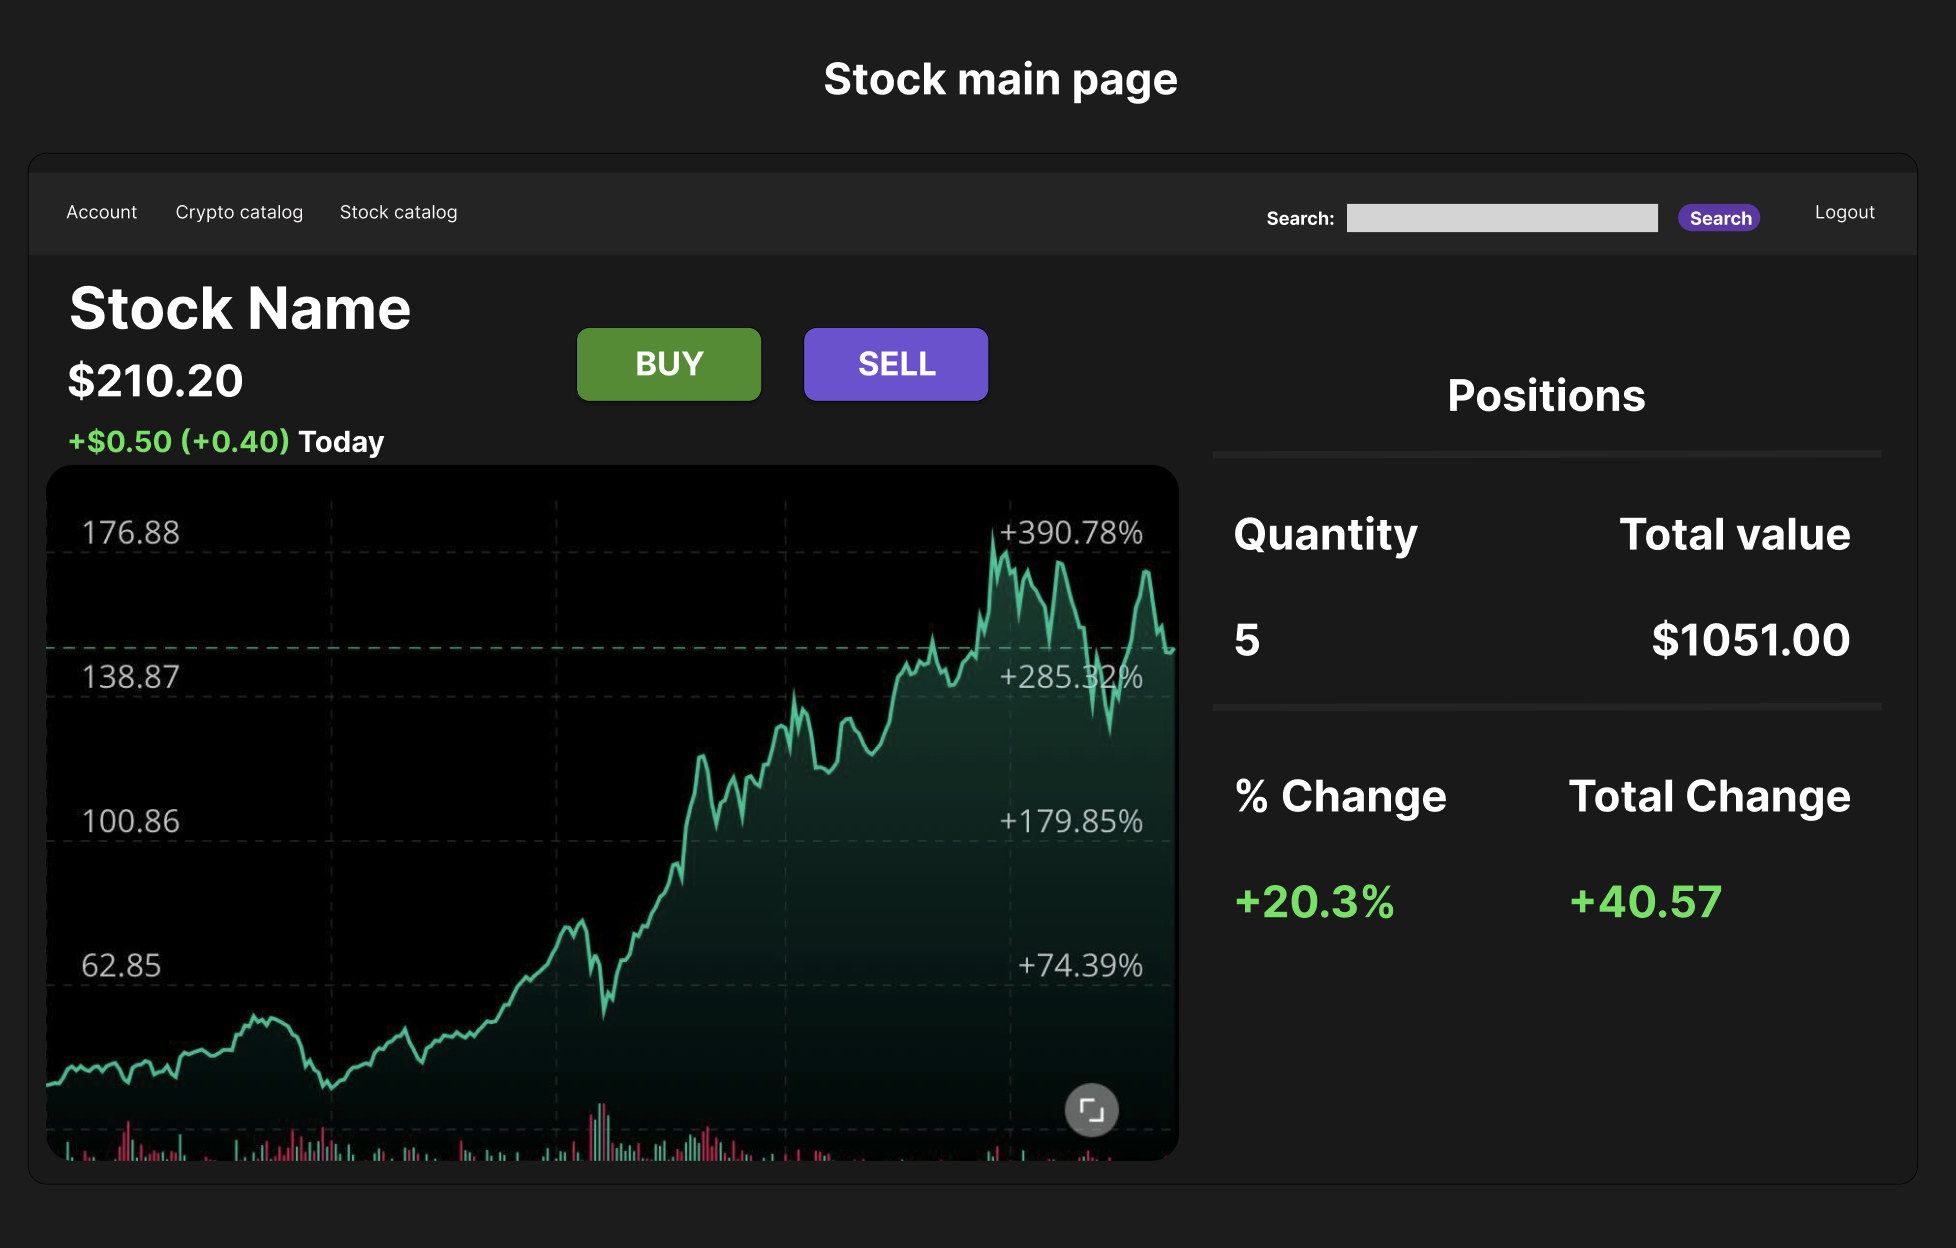 Stock main page
Account Crypto catalog Stock catalog Search: Search Logout
Stock Name
$210.20
+$0.50 (+0.40) Today
BUY SELL
176.88 +390.78%
138.87 +285.32%
100.86 +179.85%
62.85 +74.39%
Positions
Quantity Total value
5 $1051.00
% Change Total Change
+20.3% +40.57